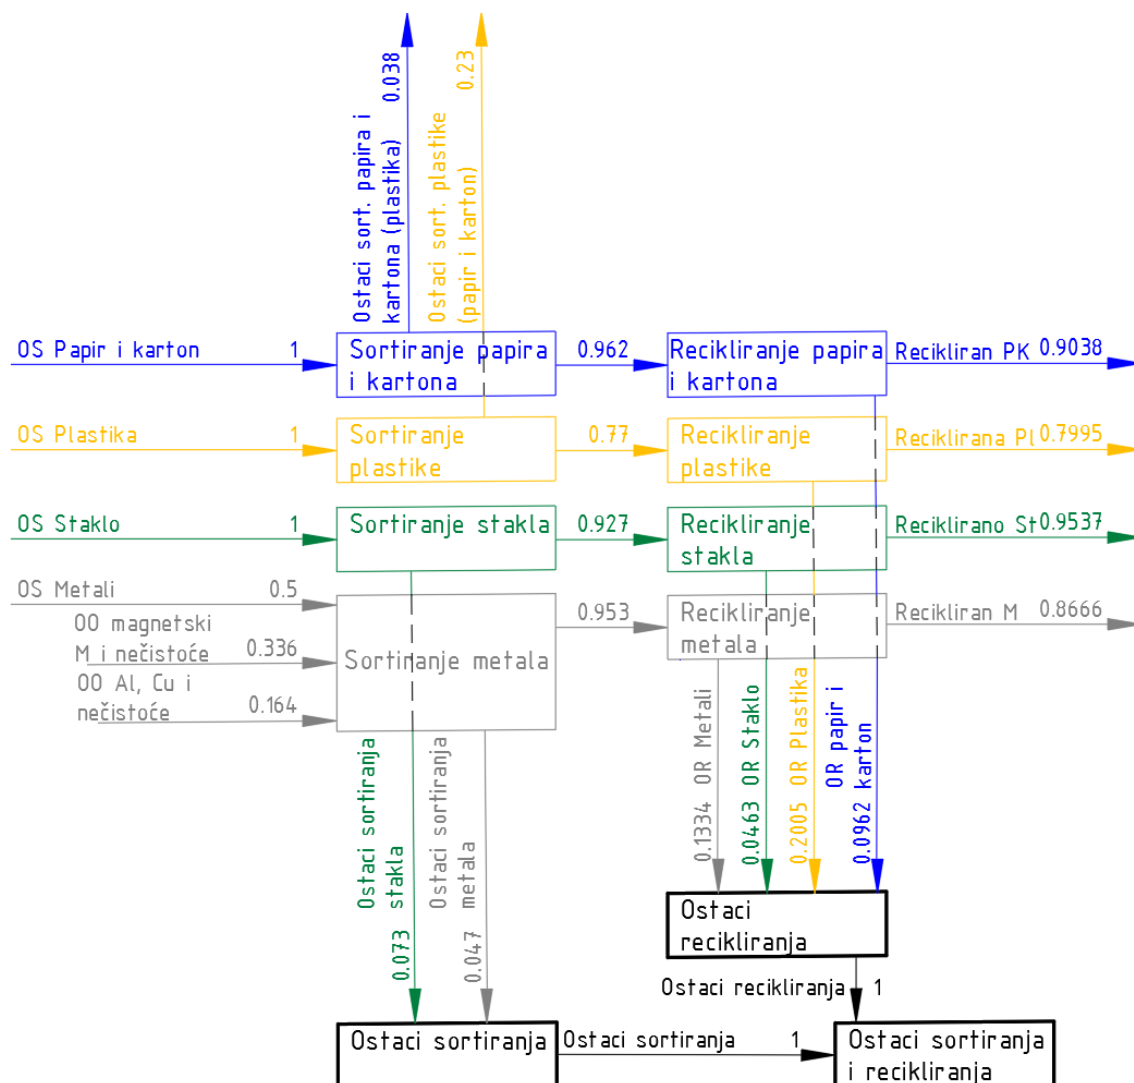 Ostaci sort. papira i
kartona (plastika) 0.038
Ostaci sort. plastike
(papir i karton) 0.23
OS Papir i karton 1
Sortiranje papira
i kartona
0.962
Recikliranje papira
i kartona
Recikliran PK 0.9038
OS Plastika 1
Sortiranje
plastike
0.77
Recikliranje
plastike
Reciklirana Pl 0.7995
OS Staklo 1
Sortiranje stakla
0.927
Recikliranje
stakla
Reciklirano St 0.9537
OS Metali 0.5
OO magnetski
M i nečistoće 0.336
OO Al, Cu i
nečistoće 0.164
Sortiranje metala
0.953
Recikliranje
metala
Recikliran M 0.8666
Ostaci sortiranja
stakla
0.073
Ostaci sortiranja
metala
0.047
0.1334 OR Metali
0.0463 OR Staklo
0.2005 OR Plastika
OR papir i
0.0962 karton
Ostaci
recikliranja
Ostaci recikliranja 1
Ostaci sortiranja
Ostaci sortiranja 1
Ostaci sortiranja
i recikliranja